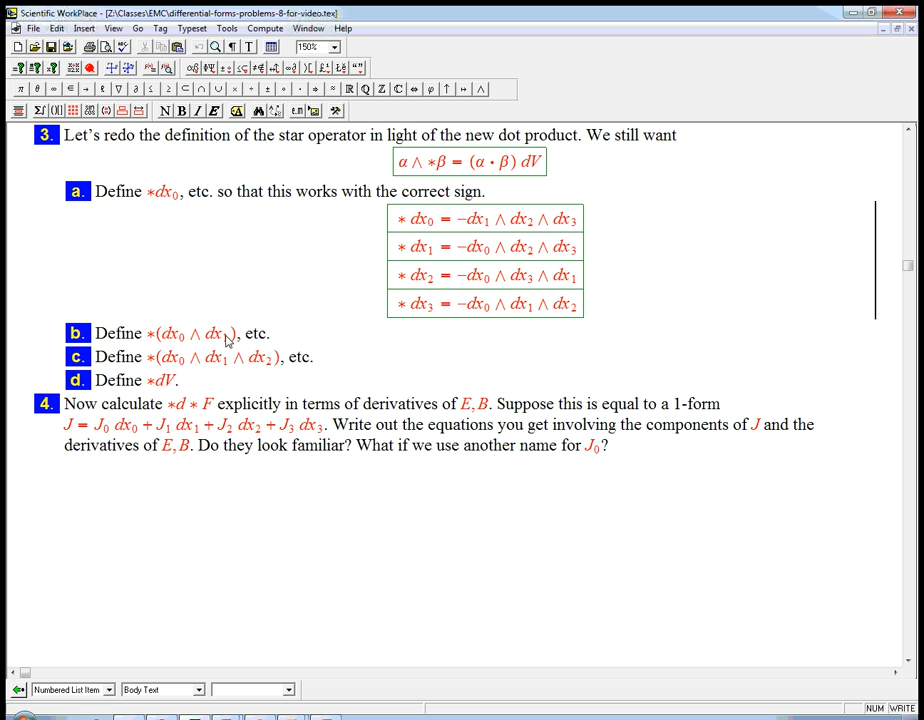 Scientific WorkPlace - [Z:\Classes\EMC\differential-forms-problems-8-for-video.tex]
File Edit Insert View Go Tag Typeset Tools Compute Window Help
150%
3. Let's redo the definition of the star operator in light of the new dot product. We still want
α ∧ ∗β = (α • β) dV
a. Define ∗dx₀, etc. so that this works with the correct sign.
∗ dx₀ = −dx₁ ∧ dx₂ ∧ dx₃
∗ dx₁ = −dx₀ ∧ dx₂ ∧ dx₃
∗ dx₂ = −dx₀ ∧ dx₃ ∧ dx₁
∗ dx₃ = −dx₀ ∧ dx₁ ∧ dx₂
b. Define ∗(dx₀ ∧ dx₁), etc.
c. Define ∗(dx₀ ∧ dx₁ ∧ dx₂), etc.
d. Define ∗dV.
4. Now calculate ∗d ∗ F explicitly in terms of derivatives of E, B. Suppose this is equal to a 1-form
J = J₀ dx₀ + J₁ dx₁ + J₂ dx₂ + J₃ dx₃. Write out the equations you get involving the components of J and the
derivatives of E, B. Do they look familiar? What if we use another name for J₀?
Numbered List Item Body Text
NUM WRITE